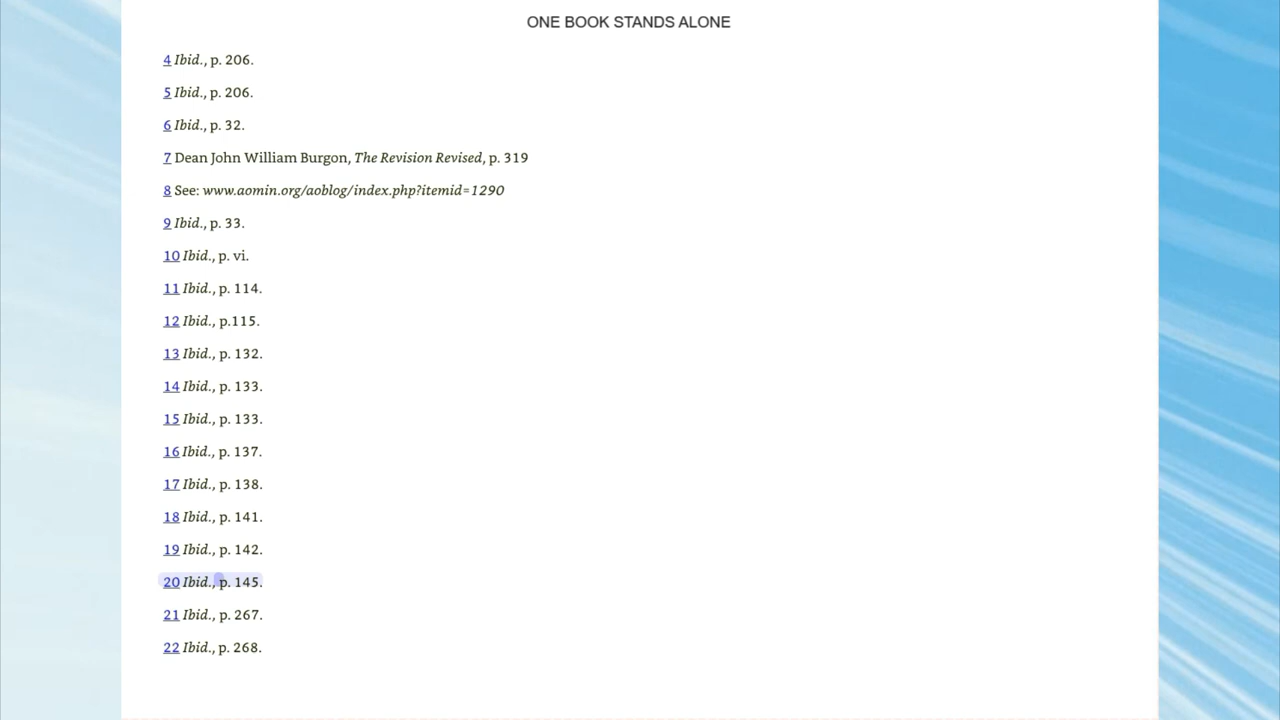 ONE BOOK STANDS ALONE
4 Ibid., p. 206.
5 Ibid., p. 206.
6 Ibid., p. 32.
7 Dean John William Burgon, The Revision Revised, p. 319
8 See: www.aomin.org/aoblog/index.php?itemid=1290
9 Ibid., p. 33.
10 Ibid., p. vi.
11 Ibid., p. 114.
12 Ibid., p.115.
13 Ibid., p. 132.
14 Ibid., p. 133.
15 Ibid., p. 133.
16 Ibid., p. 137.
17 Ibid., p. 138.
18 Ibid., p. 141.
19 Ibid., p. 142.
20 Ibid., p. 145.
21 Ibid., p. 267.
22 Ibid., p. 268.